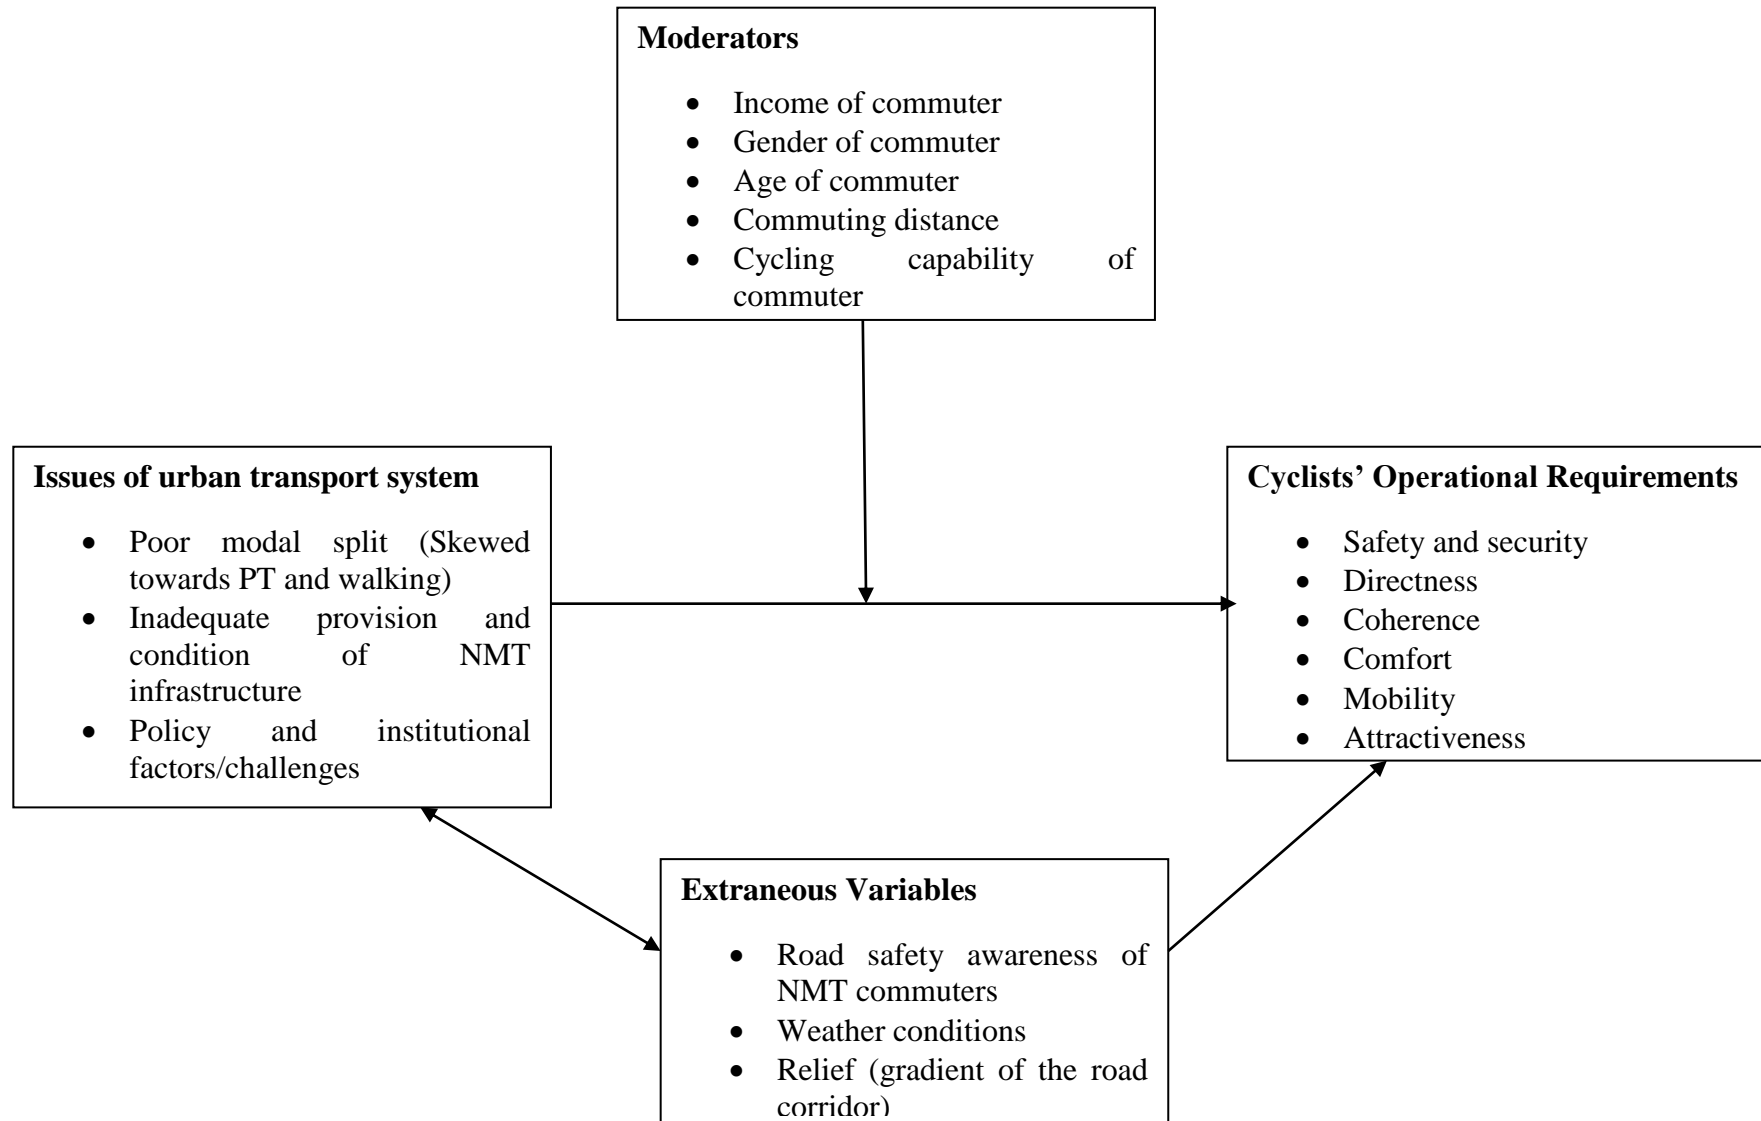 Moderators
• Income of commuter
• Gender of commuter
• Age of commuter
• Commuting distance
• Cycling capability of
commuter
Issues of urban transport system
• Poor modal split (Skewed
towards PT and walking)
• Inadequate provision and
condition of NMT
infrastructure
• Policy and institutional
factors/challenges
Cyclists’ Operational Requirements
• Safety and security
• Directness
• Coherence
• Comfort
• Mobility
• Attractiveness
Extraneous Variables
• Road safety awareness of
NMT commuters
• Weather conditions
• Relief (gradient of the road
corridor)